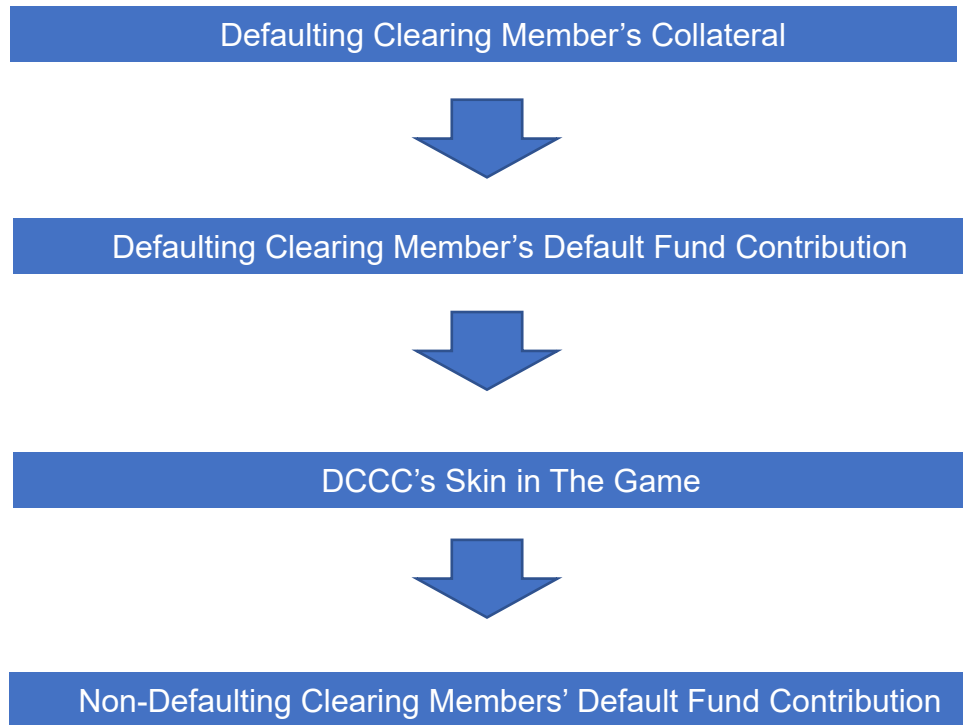 Defaulting Clearing Member’s Collateral
Defaulting Clearing Member’s Default Fund Contribution
DCCC’s Skin in The Game
Non-Defaulting Clearing Members’ Default Fund Contribution